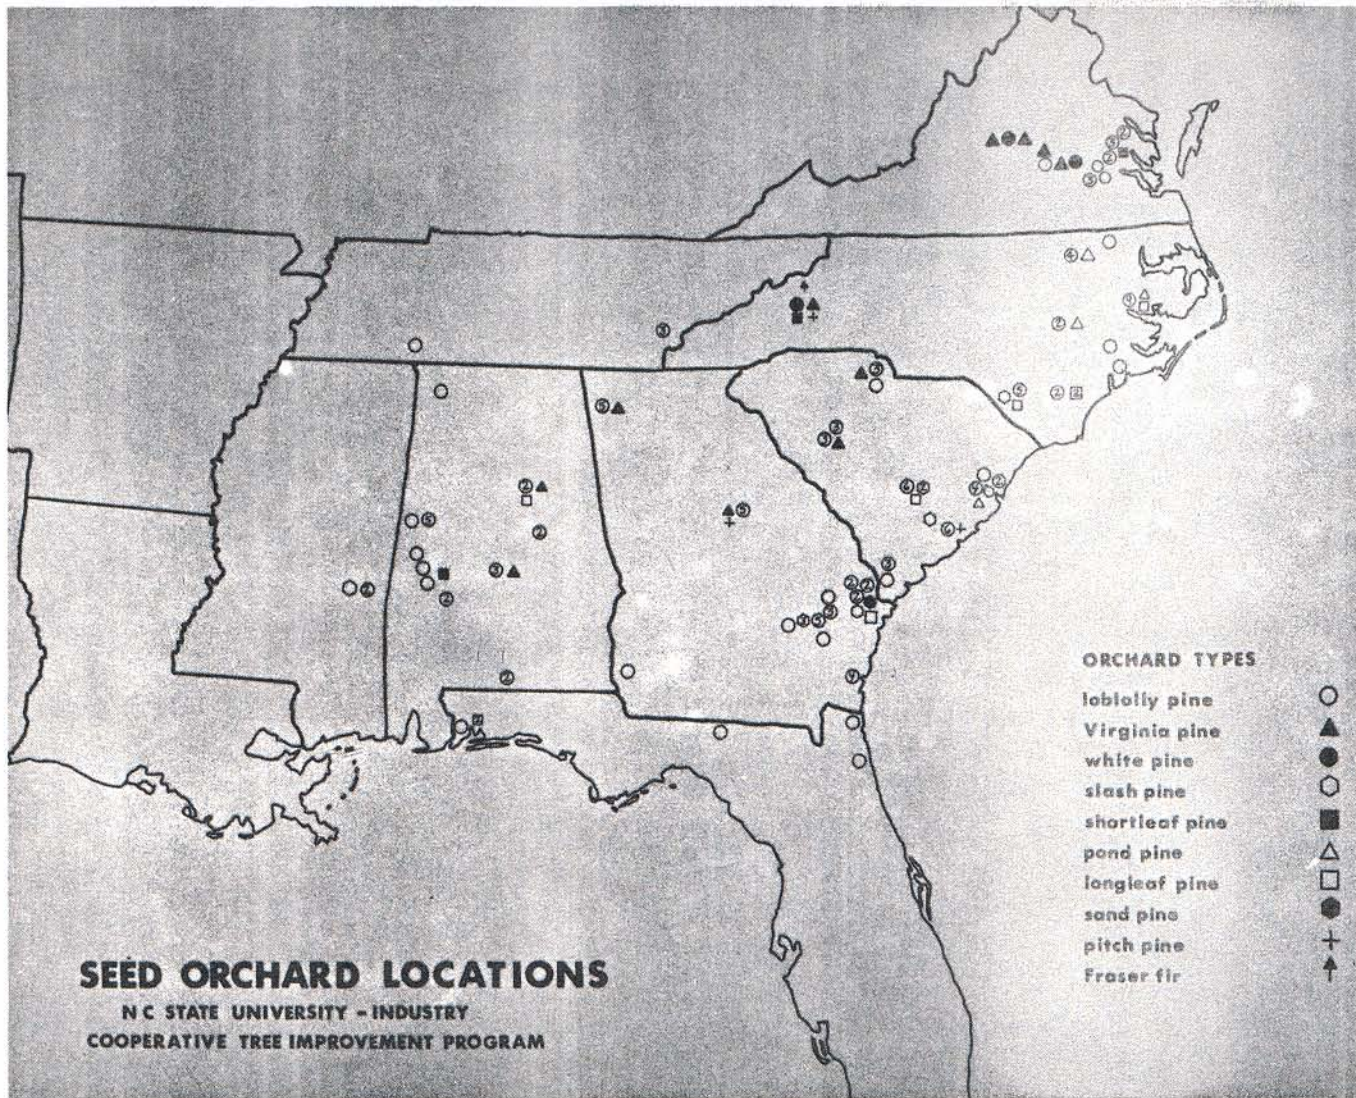 ORCHARD TYPES
loblolly pine
Virginia pine
white pine
slash pine
shortleaf pine
pond pine
longleaf pine
sand pine
pitch pine
Fraser fir
SEED ORCHARD LOCATIONS
N C STATE UNIVERSITY - INDUSTRY
COOPERATIVE TREE IMPROVEMENT PROGRAM